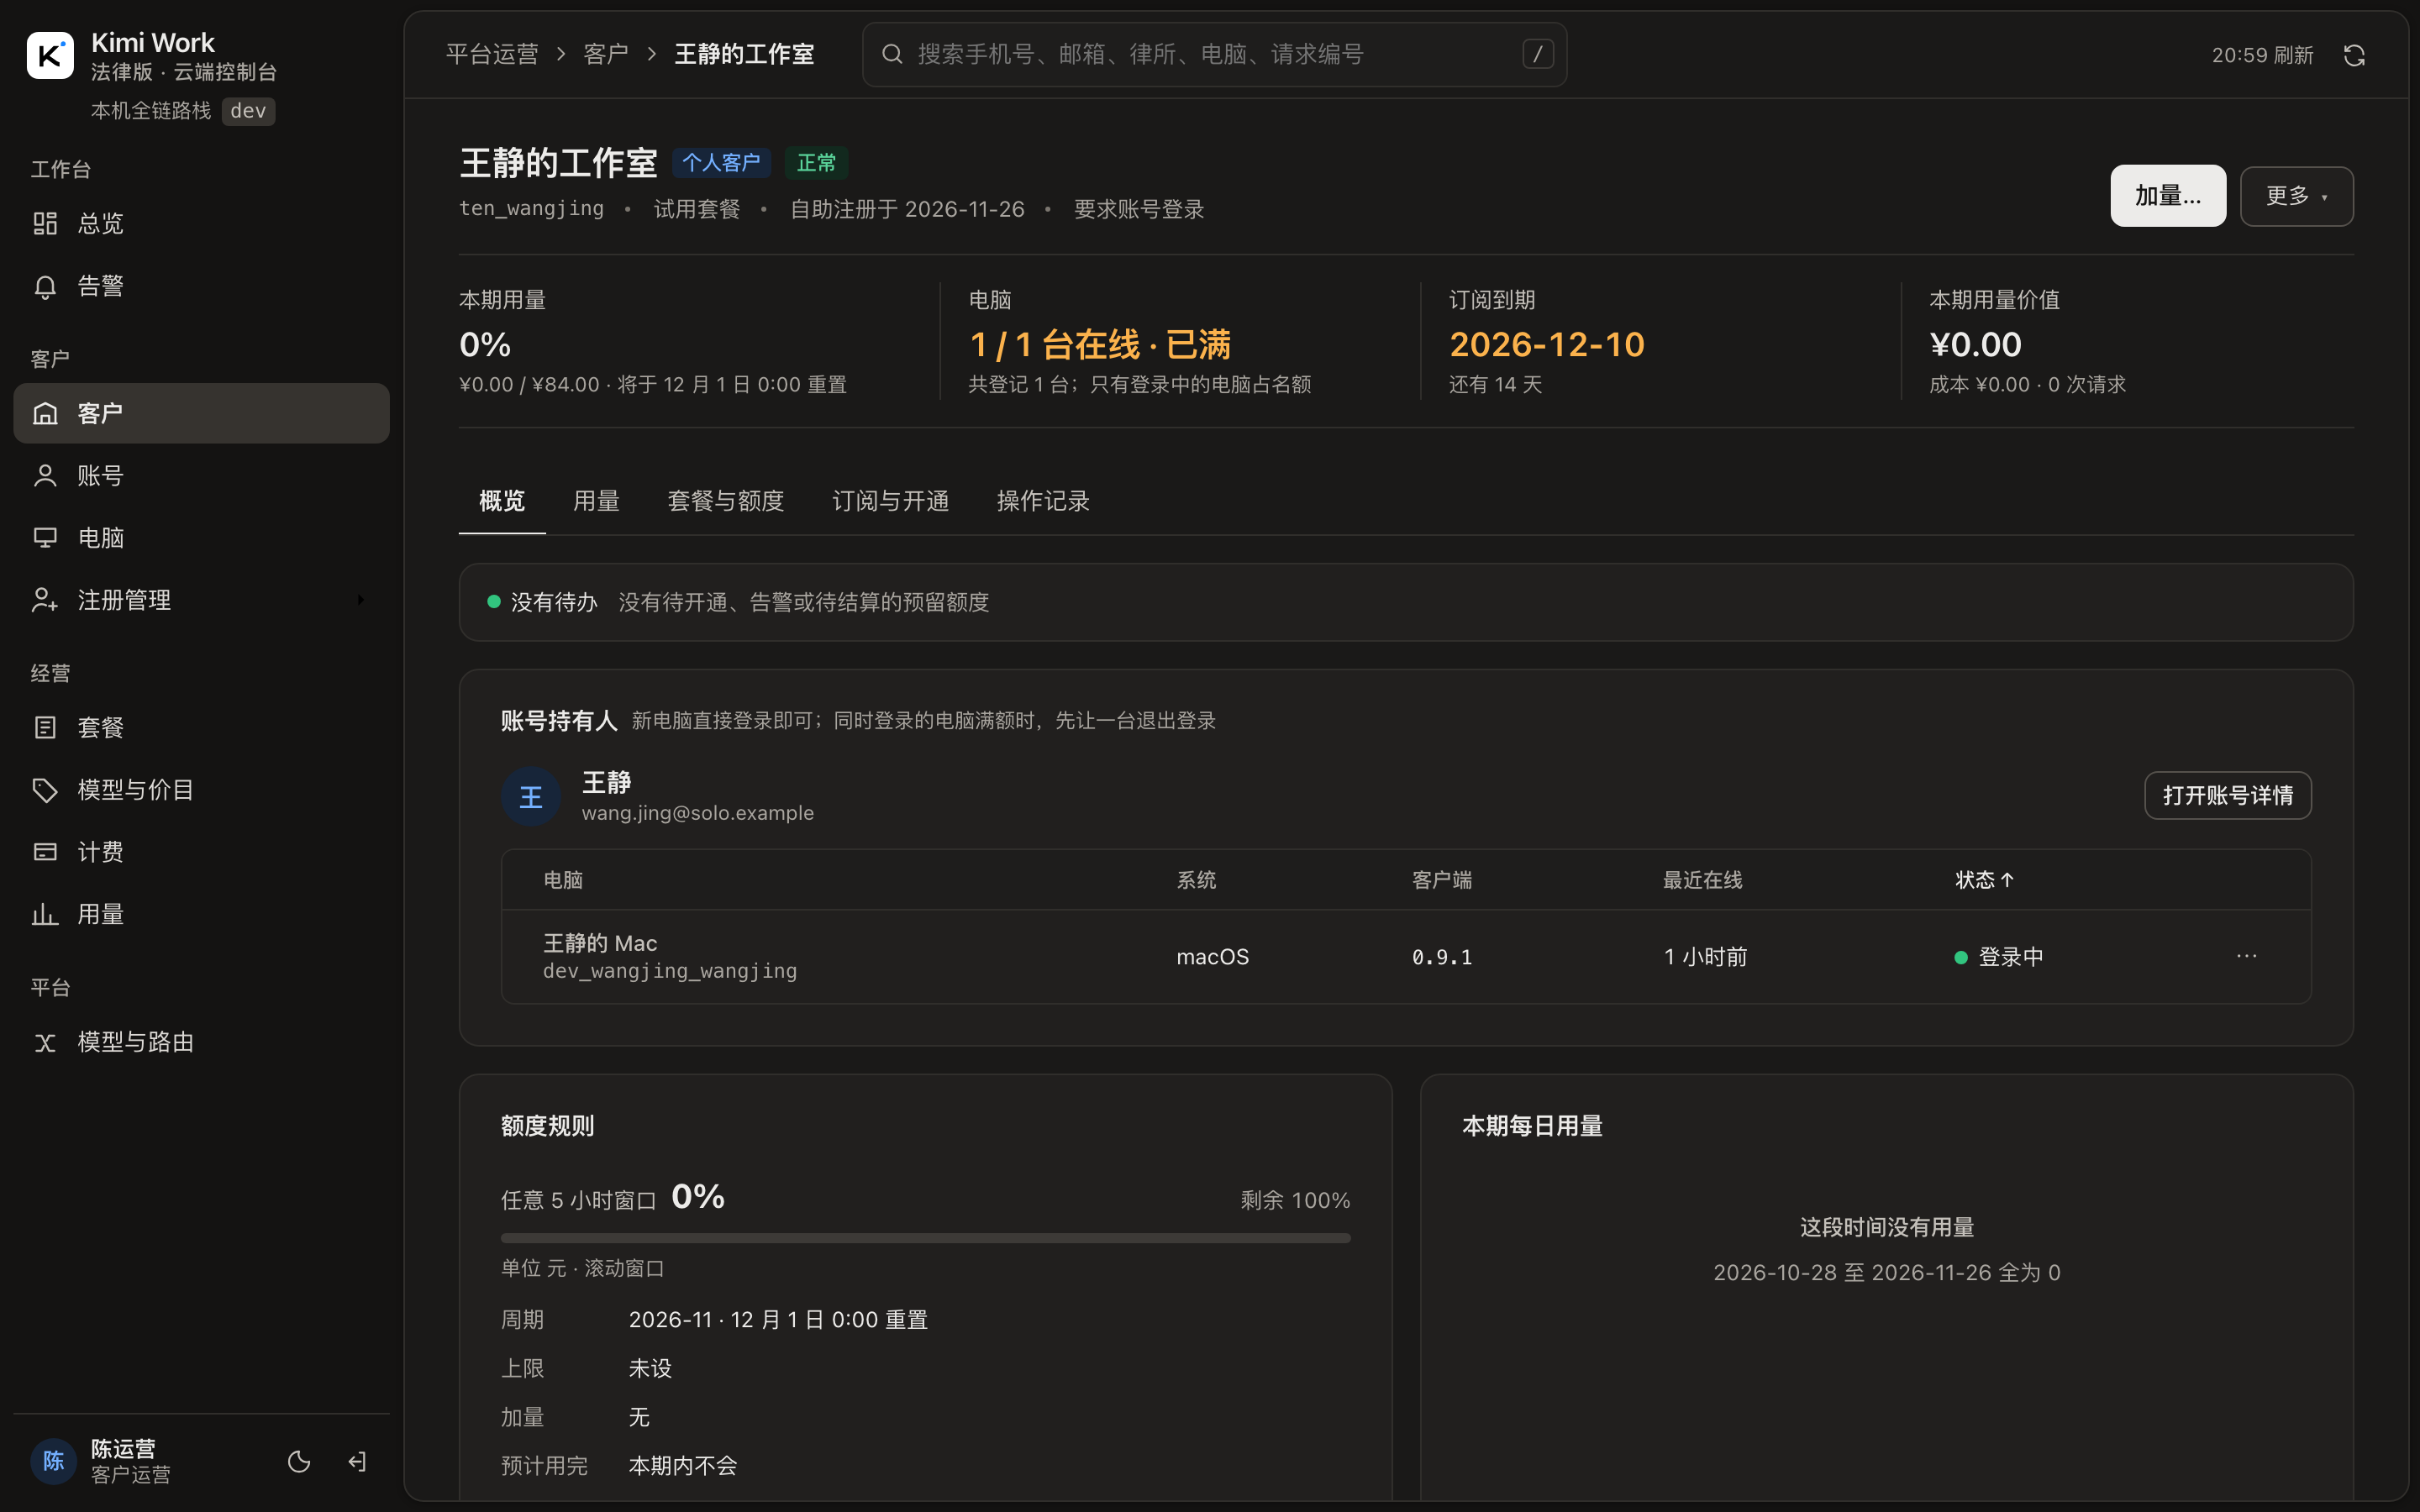 Kimi Work
法律版 · 云端控制台
本机全链路栈 dev
工作台
总览
告警
客户
客户
账号
电脑
注册管理
经营
套餐
模型与价目
计费
用量
平台
模型与路由
陈 陈运营
客户运营
平台运营 > 客户 > 王静的工作室
搜索手机号、邮箱、律所、电脑、请求编号 /
20:59 刷新
王静的工作室 个人客户 正常
ten_wangjing • 试用套餐 • 自助注册于 2026-11-26 • 要求账号登录
加量... 更多
本期用量
0%
¥0.00 / ¥84.00 · 将于 12 月 1 日 0:00 重置
电脑
1 / 1 台在线 · 已满
共登记 1 台；只有登录中的电脑占名额
订阅到期
2026-12-10
还有 14 天
本期用量价值
¥0.00
成本 ¥0.00 · 0 次请求
概览 用量 套餐与额度 订阅与开通 操作记录
没有待办 没有待开通、告警或待结算的预留额度
账号持有人 新电脑直接登录即可；同时登录的电脑满额时，先让一台退出登录
王 王静
wang.jing@solo.example
打开账号详情
电脑 系统 客户端 最近在线 状态 ↑
王静的 Mac
dev_wangjing_wangjing
macOS 0.9.1 1 小时前 登录中 ···
额度规则
任意 5 小时窗口 0% 剩余 100%
单位 元 · 滚动窗口
周期 2026-11 · 12 月 1 日 0:00 重置
上限 未设
加量 无
预计用完 本期内不会
本期每日用量
这段时间没有用量
2026-10-28 至 2026-11-26 全为 0